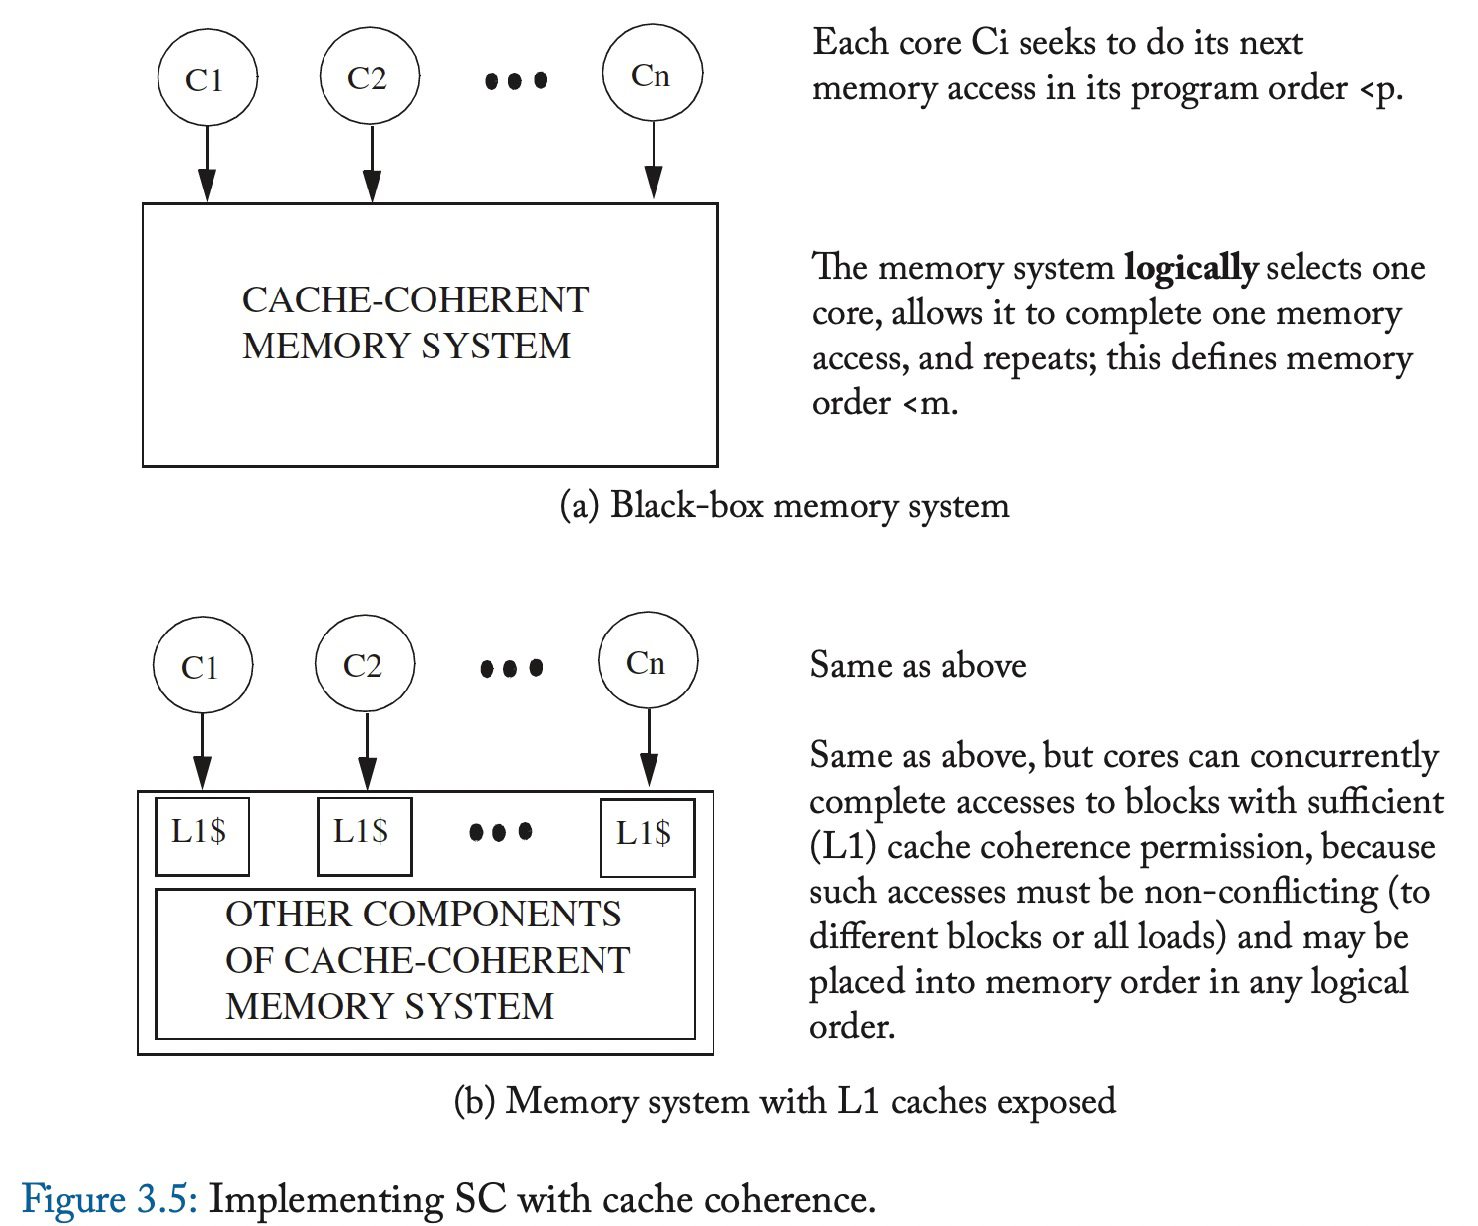 C1
C2
Cn
Each core Ci seeks to do its next
memory access in its program order <p.
CACHE-COHERENT
MEMORY SYSTEM
The memory system logically selects one
core, allows it to complete one memory
access, and repeats; this defines memory
order <m.
(a) Black-box memory system
C1
C2
Cn
Same as above
L1$
L1$
L1$
OTHER COMPONENTS
OF CACHE-COHERENT
MEMORY SYSTEM
Same as above, but cores can concurrently
complete accesses to blocks with sufficient
(L1) cache coherence permission, because
such accesses must be non-conflicting (to
different blocks or all loads) and may be
placed into memory order in any logical
order.
(b) Memory system with L1 caches exposed
Figure 3.5: Implementing SC with cache coherence.